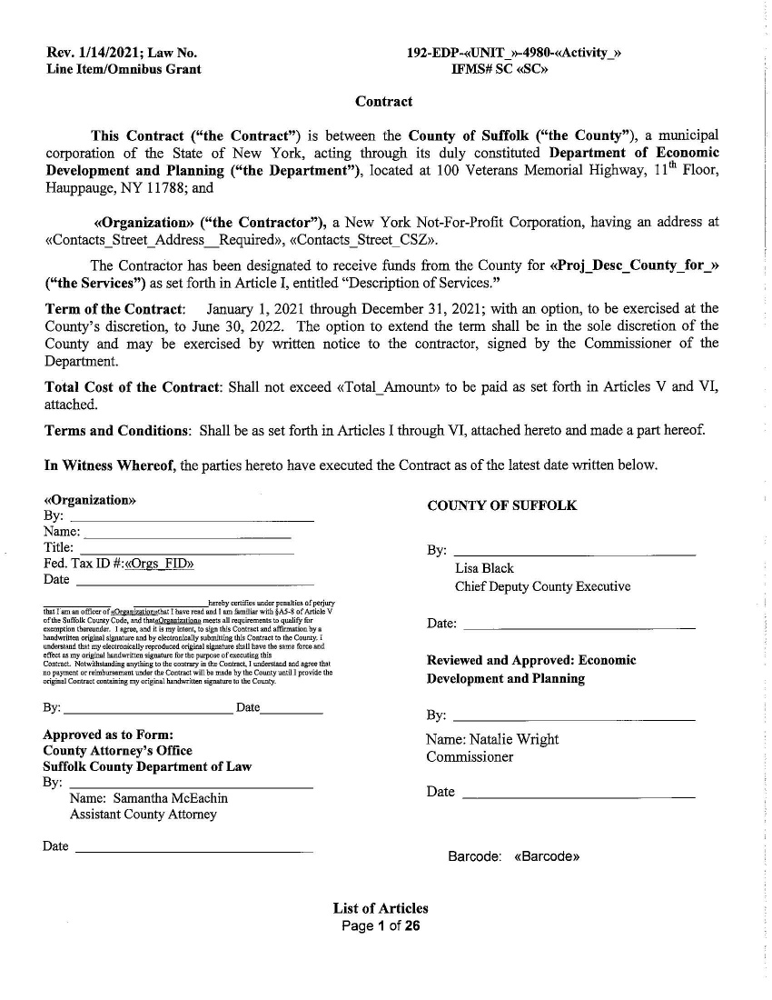 Rev. 1/14/2021; Law No.
192-EDP-«UNIT_»-4980-«Activity_»
Line Item/Omnibus Grant
IFMS# SC «SC»
Contract
This Contract (“the Contract”) is between the County of Suffolk (“the County”), a municipal
corporation of the State of New York, acting through its duly constituted Department of Economic
Development and Planning (“the Department”), located at 100 Veterans Memorial Highway, 11th Floor,
Hauppauge, NY 11788; and
«Organization» (“the Contractor”), a New York Not-For-Profit Corporation, having an address at
«Contacts_Street_Address__Required», «Contacts_Street_CSZ».
The Contractor has been designated to receive funds from the County for «Proj_Desc_County_for_»
(“the Services”) as set forth in Article I, entitled “Description of Services.”
Term of the Contract: January 1, 2021 through December 31, 2021; with an option, to be exercised at the
County’s discretion, to June 30, 2022. The option to extend the term shall be in the sole discretion of the
County and may be exercised by written notice to the contractor, signed by the Commissioner of the
Department.
Total Cost of the Contract: Shall not exceed «Total_Amount» to be paid as set forth in Articles V and VI,
attached.
Terms and Conditions: Shall be as set forth in Articles I through VI, attached hereto and made a part hereof.
In Witness Whereof, the parties hereto have executed the Contract as of the latest date written below.
«Organization»
By:
Name:
Title:
Fed. Tax ID #:«Orgs_FID»
Date
hereby certifies under penalties of perjury
that I am an officer of «Organization»that I have read and I am familiar with §A5-8 of Article V
of the Suffolk County Code, and that«Organization» meets all requirements to qualify for
exemption thereunder. I agree, and it is my intent, to sign this Contract and affirmation by a
handwritten original signature and by electronically submitting this Contract to the County. I
understand that my electronically reproduced original signature shall have the same force and
effect as my original handwritten signature for the purpose of executing this
Contract. Notwithstanding anything to the contrary in the Contract, I understand and agree that
no payment or reimbursement under the Contract will be made by the County until I provide the
original Contract containing my original handwritten signature to the County.
By: Date
Approved as to Form:
County Attorney’s Office
Suffolk County Department of Law
By:
Name: Samantha McEachin
Assistant County Attorney
Date
COUNTY OF SUFFOLK
By:
Lisa Black
Chief Deputy County Executive
Date:
Reviewed and Approved: Economic
Development and Planning
By:
Name: Natalie Wright
Commissioner
Date
Barcode: «Barcode»
List of Articles
Page 1 of 26